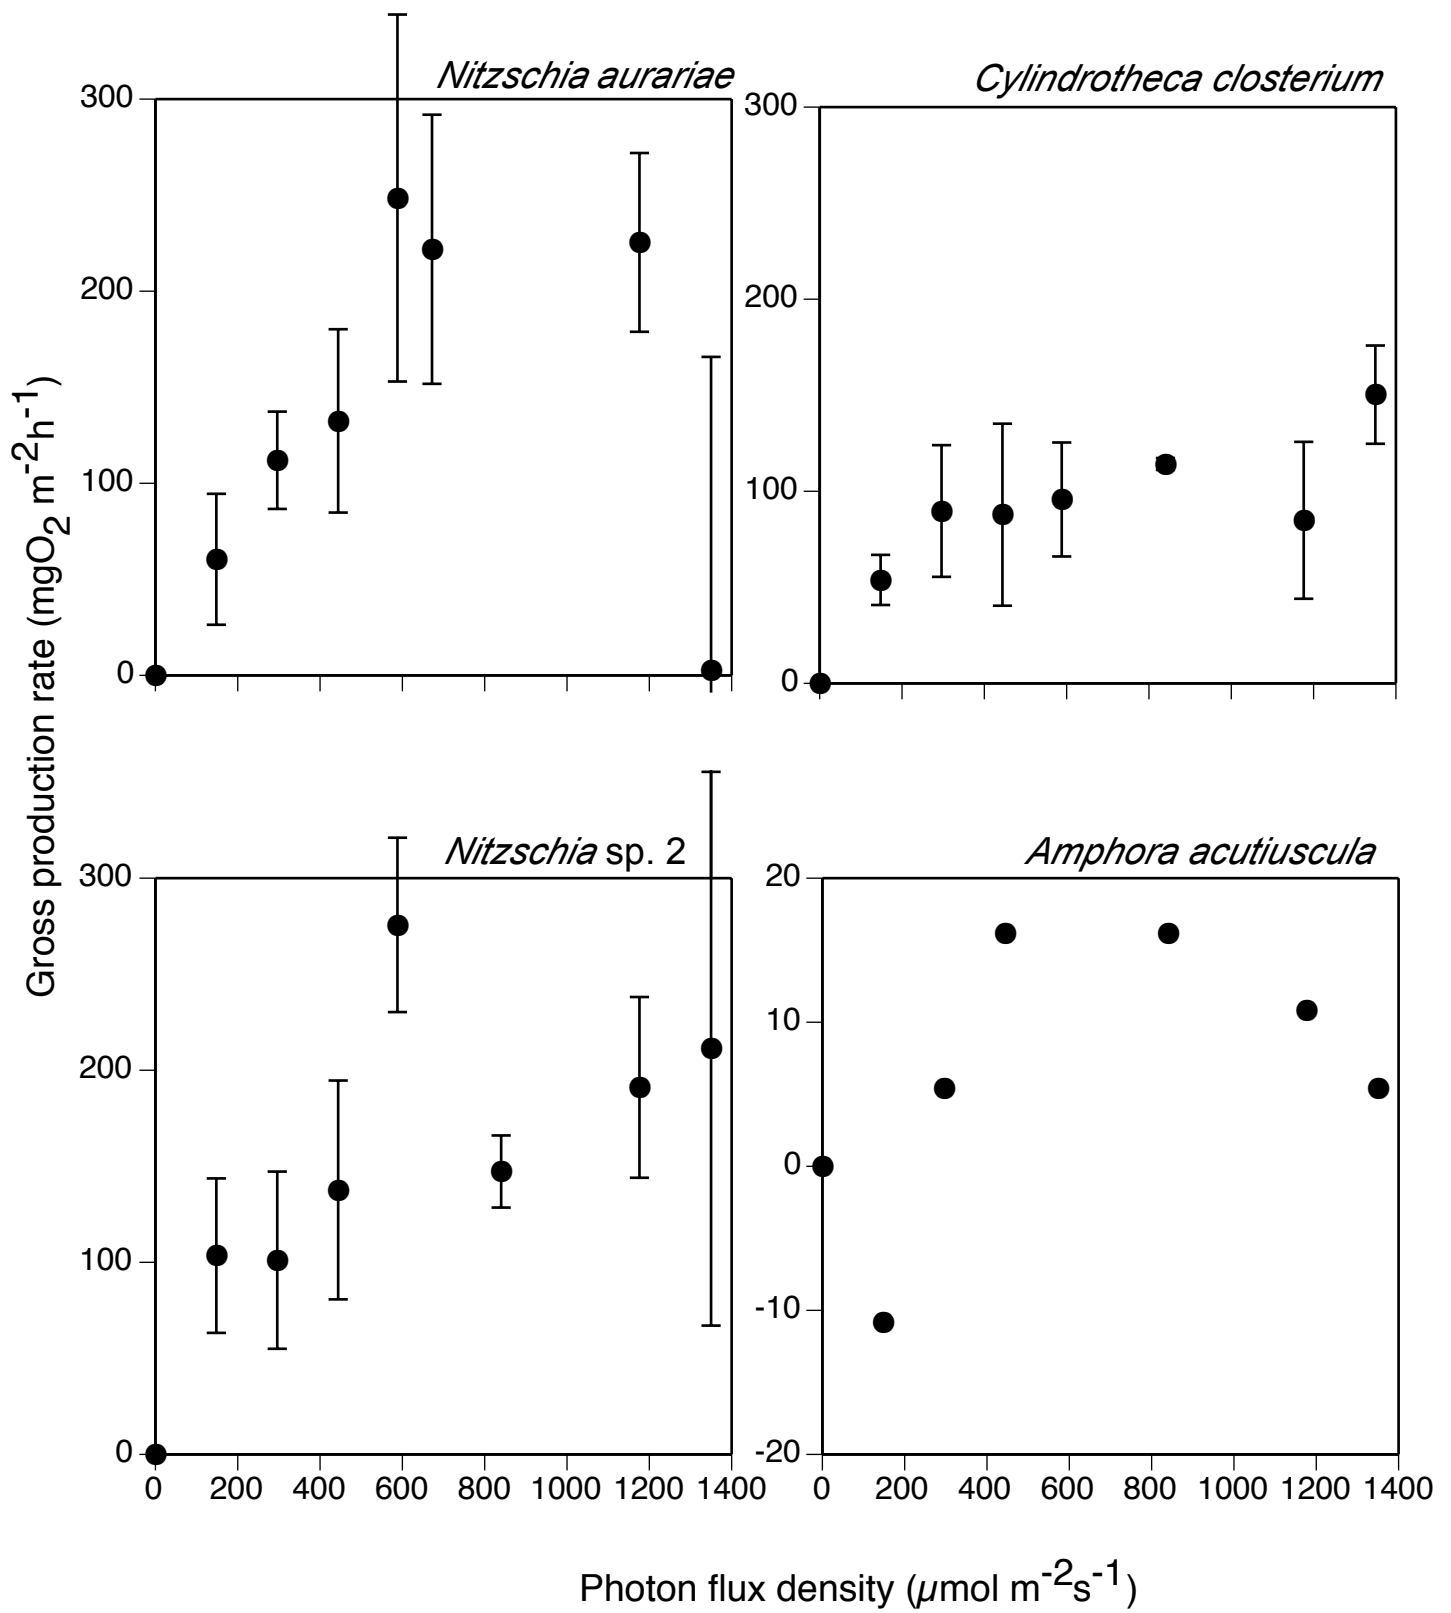 Nitzschia aurariae
300
200
100
0
Cylindrotheca closterium
300
200
100
0
Gross production rate (mgO2 m-2h-1)
Nitzschia sp. 2
300
200
100
0
0 200 400 600 800 1000 1200 1400
Amphora acutiuscula
20
10
0
-10
-20
0 200 400 600 800 1000 1200 1400
Photon flux density (µmol m-2s-1)